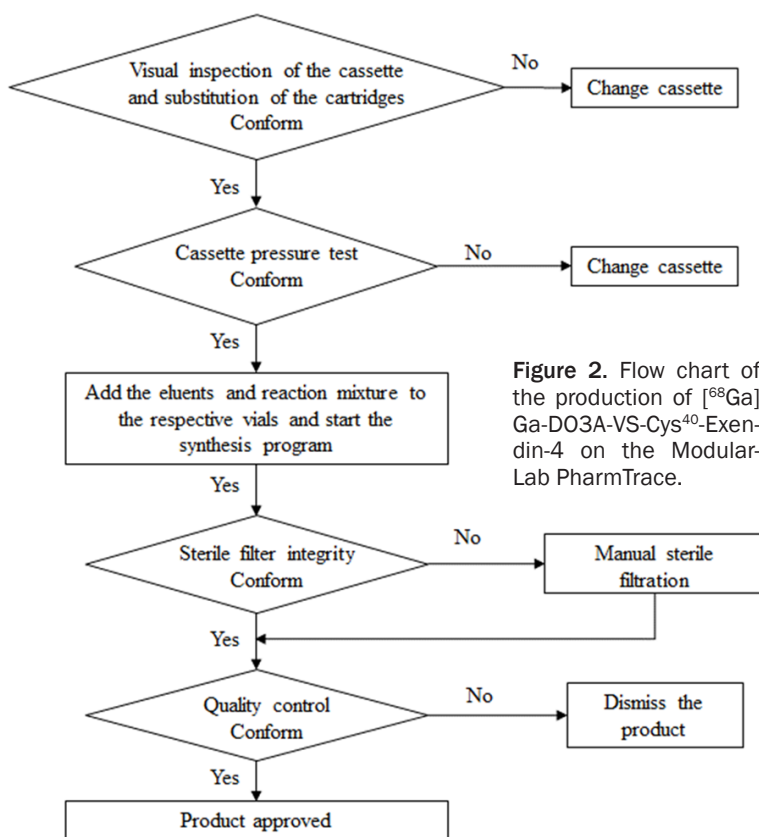 Visual inspection of the cassette
and substitution of the cartridges
Conform
No
Change cassette
Yes
Cassette pressure test
Conform
No
Change cassette
Yes
Add the eluents and reaction mixture to
the respective vials and start the
synthesis program
Figure 2. Flow chart of
the production of [⁶⁸Ga]
Ga-DO3A-VS-Cys⁴⁰-Exen-
din-4 on the Modular-
Lab PharmTrace.
Yes
Sterile filter integrity
Conform
No
Manual sterile
filtration
Yes
Quality control
Conform
No
Dismiss the
product
Yes
Product approved